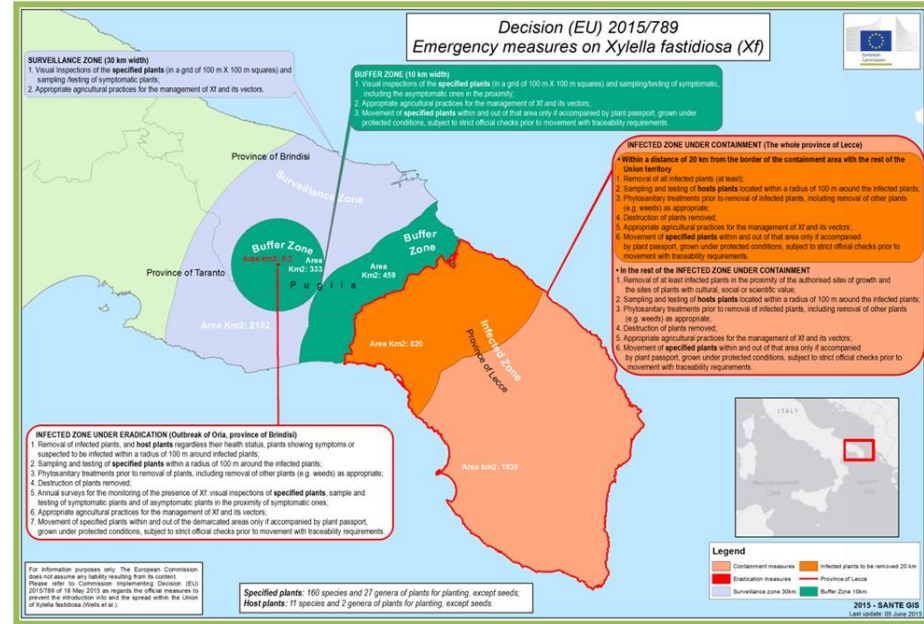 Decision (EU) 2015/789
Emergency measures on Xylella fastidiosa (Xf)
European
Commission
SURVEILLANCE ZONE (30 km width)
1. Visual Inspections of the specified plants (in a grid of 100 m X 100 m squares) and
sampling /testing of symptomatic plants;
2. Appropriate agricultural practices for the management of Xf and its vectors.
BUFFER ZONE (10 km width)
1. Visual inspections of the specified plants (in a grid of 100 m X 100 m squares) and sampling/testing of symptomatic,
including the asymptomatic ones in the proximity;
2. Appropriate agricultural practices for the management of Xf and its vectors;
3. Movement of specified plants within and out of that area only if accompanied by plant passport, grown under
protected conditions, subject to strict official checks prior to movement with traceability requirements.
INFECTED ZONE UNDER CONTAINMENT (The whole province of Lecce)
• Within a distance of 20 km from the border of the containment area with the rest of the
Union territory
1. Removal of all infected plants (at least);
2. Sampling and testing of hosts plants located within a radius of 100 m around the infected plants;
3. Phytosanitary treatments prior to removal of infected plants, including removal of other plants
(e.g. weeds) as appropriate;
4. Destruction of plants removed;
5. Appropriate agricultural practices for the management of Xf and its vectors;
6. Movement of specified plants within and out of that area only if accompanied
by plant passport, grown under protected conditions, subject to strict official checks prior to
movement with traceability requirements.
• In the rest of the INFECTED ZONE UNDER CONTAINMENT
1. Removal of at least infected plants in the proximity of the authorised sites of growth and
the sites of plants with cultural, social or scientific value;
2. Sampling and testing of hosts plants located within a radius of 100 m around the infected plants;
3. Phytosanitary treatments prior to removal of infected plants, including removal of other plants
(e.g. weeds) as appropriate;
4. Destruction of plants removed;
5. Appropriate agricultural practices for the management of Xf and its vectors;
6. Movement of specified plants within and out of that area only if accompanied
by plant passport, grown under protected conditions, subject to strict official checks prior to
movement with traceability requirements.
Province of Brindisi
Surveillance Zone
Buffer Zone
Area km2: 0.3
Area
Km2: 333
Province of Taranto
Puglia
Buffer
Zone
Area
Km2: 459
Area Km2: 2152
Area Km2: 820
Infected Zone
Province of Lecce
Area km2: 1939
INFECTED ZONE UNDER ERADICATION (Outbreak of Oria, province of Brindisi)
1. Removal of infected plants, and host plants regardless their health status, plants showing symptoms or
suspected to be infected within a radius of 100 m around infected plants;
2. Sampling and testing of specified plants within a radius of 100 m around the infected plants;
3. Phytosanitary treatments prior to removal of plants, including removal of other plants (e.g. weeds) as appropriate;
4. Destruction of plants removed;
5. Annual surveys for the monitoring of the presence of Xf: visual inspections of specified plants, sample and
testing of symptomatic plants and of asymptomatic plants in the proximity of symptomatic ones;
6. Appropriate agricultural practices for the management of Xf and its vectors;
7. Movement of specified plants within and out of the demarcated areas only if accompanied by plant passport,
grown under protected conditions, subject to strict official checks prior to movement with traceability requirements
ITALY
Mediterranean
Sea
Ionian
Sea
For information purposes only. The European Commission
does not assume any liability resulting from its content.
Please refer to Commission Implementing Decision (EU)
2015/789 of 18 May 2015 as regards the official measures to
prevent the introduction into and the spread within the Union
of Xylella fastidiosa (Wells et al.).
Specified plants: 160 species and 27 genera of plants for planting, except seeds;
Host plants: 11 species and 2 genera of plants for planting, except seeds.
Legend
Containment measures
Infected plants to be removed 20 km
Eradication measures
Province of Lecce
Surveillance zone 30km
Buffer Zone 10km
2015 - SANTE GIS
Last update: 05 June 2015